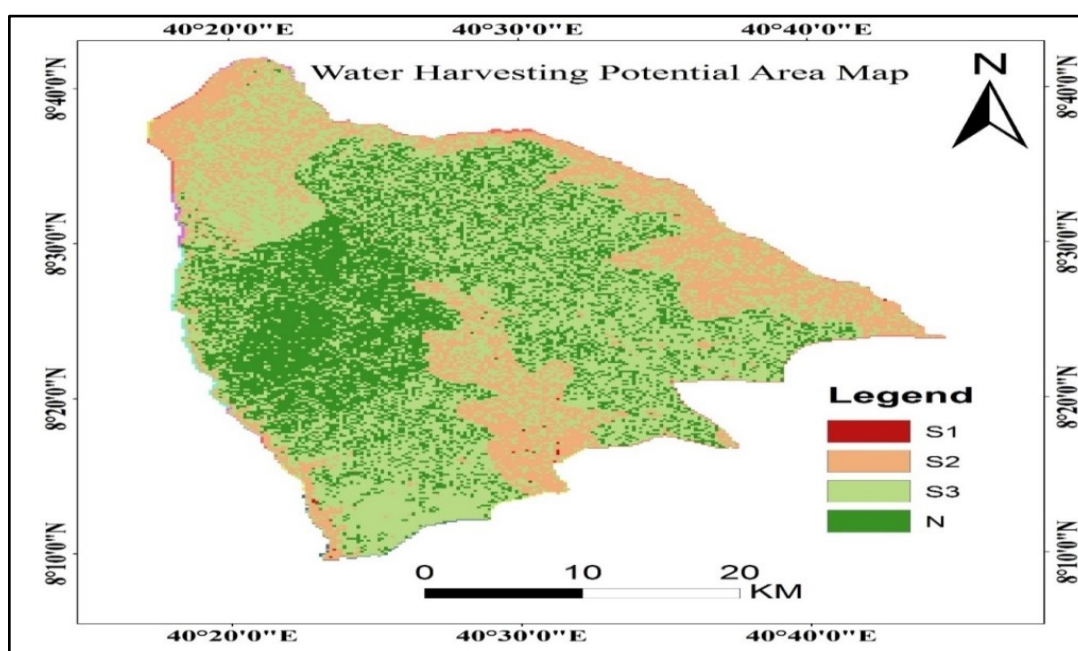 40°20'0"E 40°30'0"E 40°40'0"E
Water Harvesting Potential Area Map
N
8°40'0"N 8°40'0"N
8°30'0"N 8°30'0"N
8°20'0"N 8°20'0"N
8°10'0"N 8°10'0"N
Legend
S1
S2
S3
N
0 10 20
KM
40°20'0"E 40°30'0"E 40°40'0"E